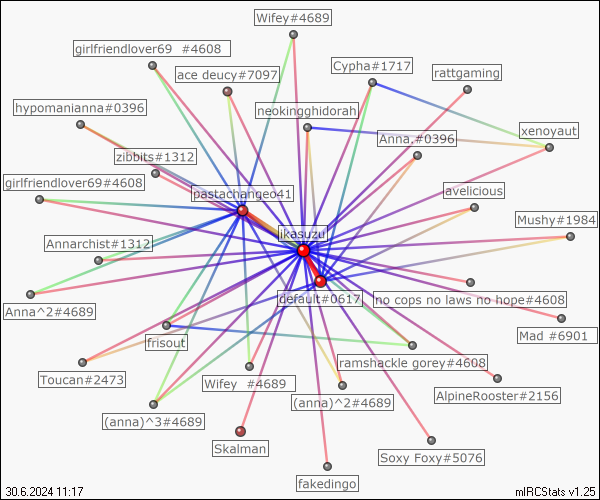 Wifey#4689
girlfriendlover69   #4608
Cypha#1717
ace deucy#7097
rattgaming
hypomanianna#0396
neokingghidorah
xenoyaut
Anna,#0396
zibbits#1312
girlfriendlover69#4608
pastachangeo41
avelicious
Mushy#1984
jikasuzu
Annarchist#1312
default#0617
no cops no laws no hope#4608
Anna^2#4689
Mad  #6901
frisout
ramshackle gorey#4608
Toucan#2473
Wifey   #4689
AlpineRooster#2156
(anna)^2#4689
(anna)^3#4689
Skalman
Soxy Foxy#5076
fakedingo
30.6.2024 11:17
mIRCStats v1.25